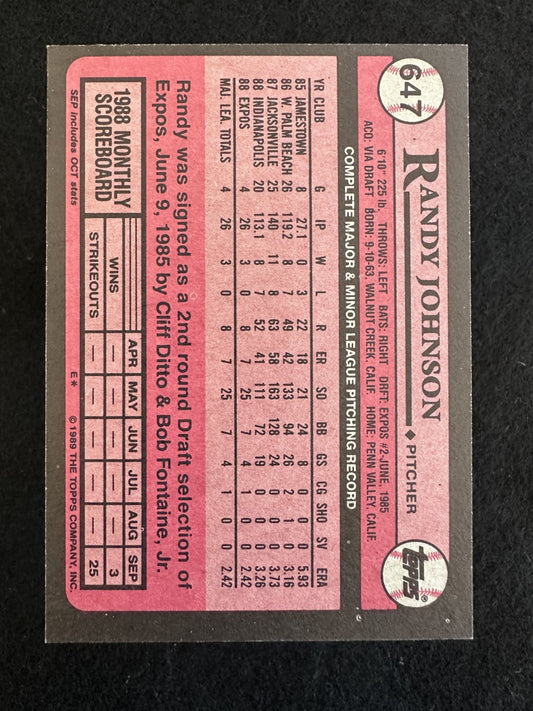 647
RANDY JOHNSON
◆ PITCHER
TOPPS®
6'10" 225 lb. THROWS: LEFT BATS: RIGHT DRFT: EXPOS #2-JUNE, 1985
ACQ: VIA DRAFT BORN: 9-10-63, WALNUT CREEK, CALIF. HOME: PENN VALLEY, CALIF.
COMPLETE MAJOR & MINOR LEAGUE PITCHING RECORD
YR CLUB G IP W L R ER SO BB GS CG SHO SV ERA
85 JAMESTOWN 8 27.1 0 3 22 18 21 24 8 0 0 0 5.93
86 W. PALM BEACH 26 119.2 8 7 49 42 133 94 26 2 1 0 3.16
87 JACKSONVILLE 25 140 11 8 63 58 163 128 24 0 0 0 3.73
88 INDIANAPOLIS 20 113.1 8 7 52 41 111 72 19 0 0 0 3.26
88 EXPOS 4 26 3 0 8 7 25 7 4 1 0 0 2.42
MAJ. LEA. TOTALS 4 26 3 0 8 7 25 7 4 1 0 0 2.42
Randy was signed as a 2nd round Draft selection of
Expos, June 9, 1985 by Cliff Ditto & Bob Fontaine, Jr.
1988 MONTHLY
SCOREBOARD
APR MAY JUN JUL AUG SEP
WINS — — — — — 3
STRIKEOUTS — — — — — 25
SEP includes OCT stats
E* ©1989 THE TOPPS COMPANY, INC.